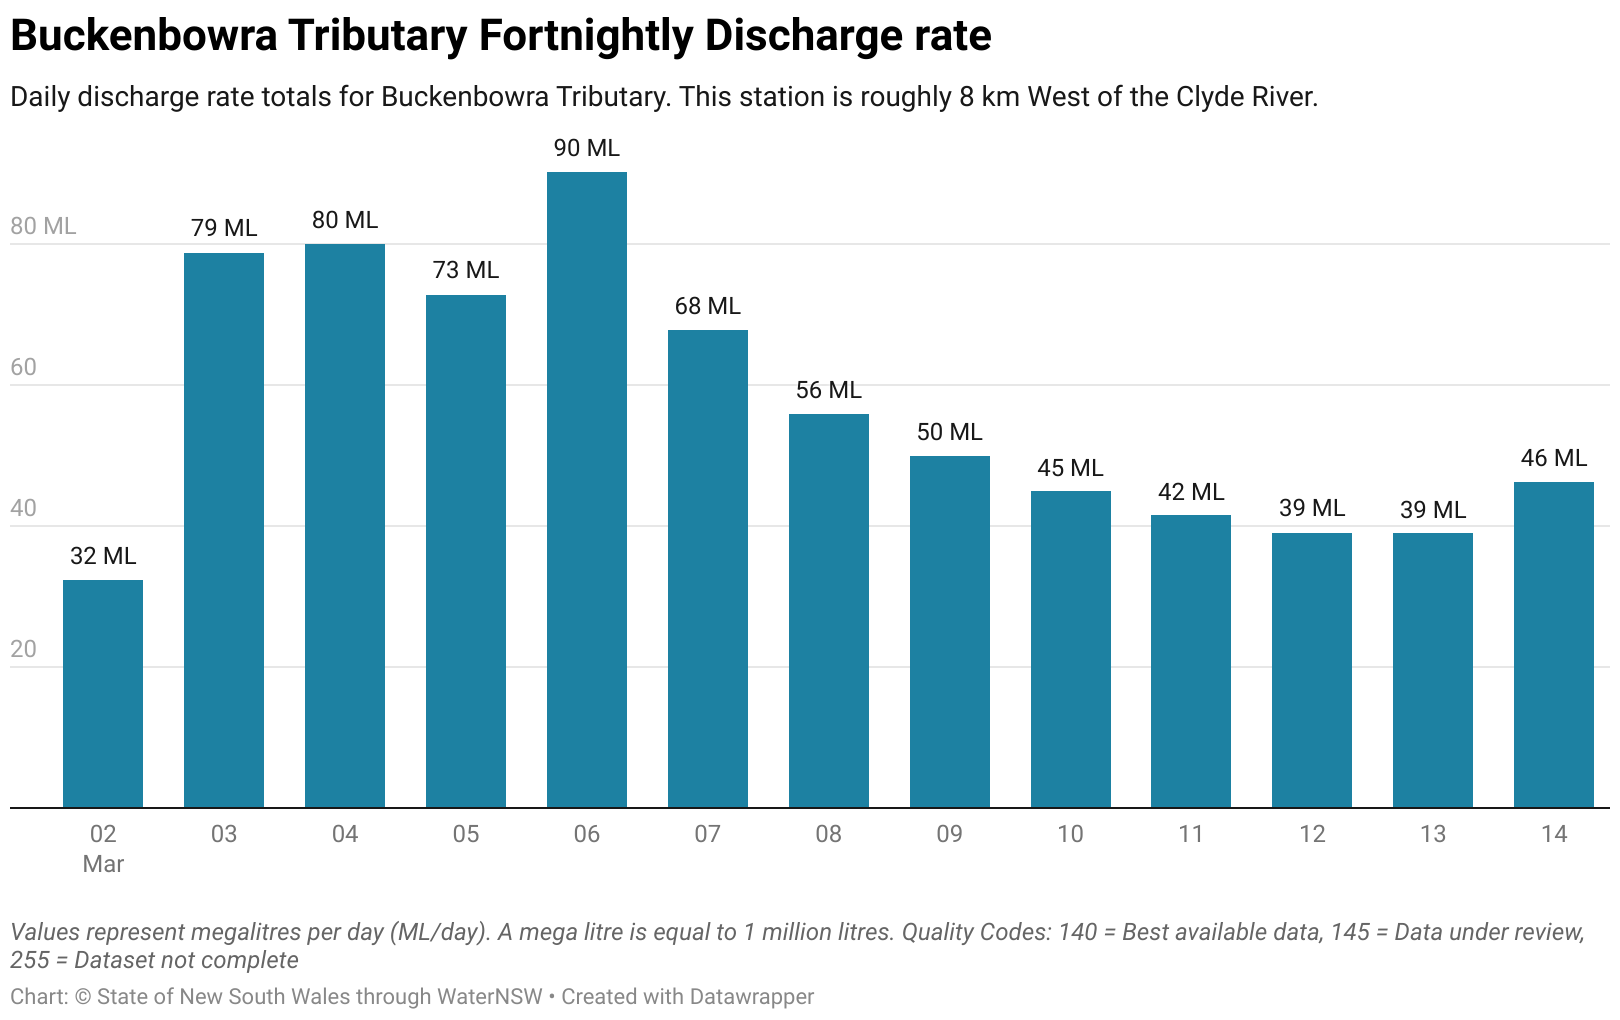 Buckenbowra Tributary Fortnightly Discharge rate
Daily discharge rate totals for Buckenbowra Tributary. This station is roughly 8 km West of the Clyde River.
90 ML
80 ML
79 ML
80 ML
73 ML
68 ML
60
56 ML
50 ML
45 ML
42 ML
39 ML
39 ML
46 ML
40
32 ML
20
02 03 04 05 06 07 08 09 10 11 12 13 14
Mar
Values represent megalitres per day (ML/day). A mega litre is equal to 1 million litres. Quality Codes: 140 = Best available data, 145 = Data under review,
255 = Dataset not complete
Chart: © State of New South Wales through WaterNSW • Created with Datawrapper